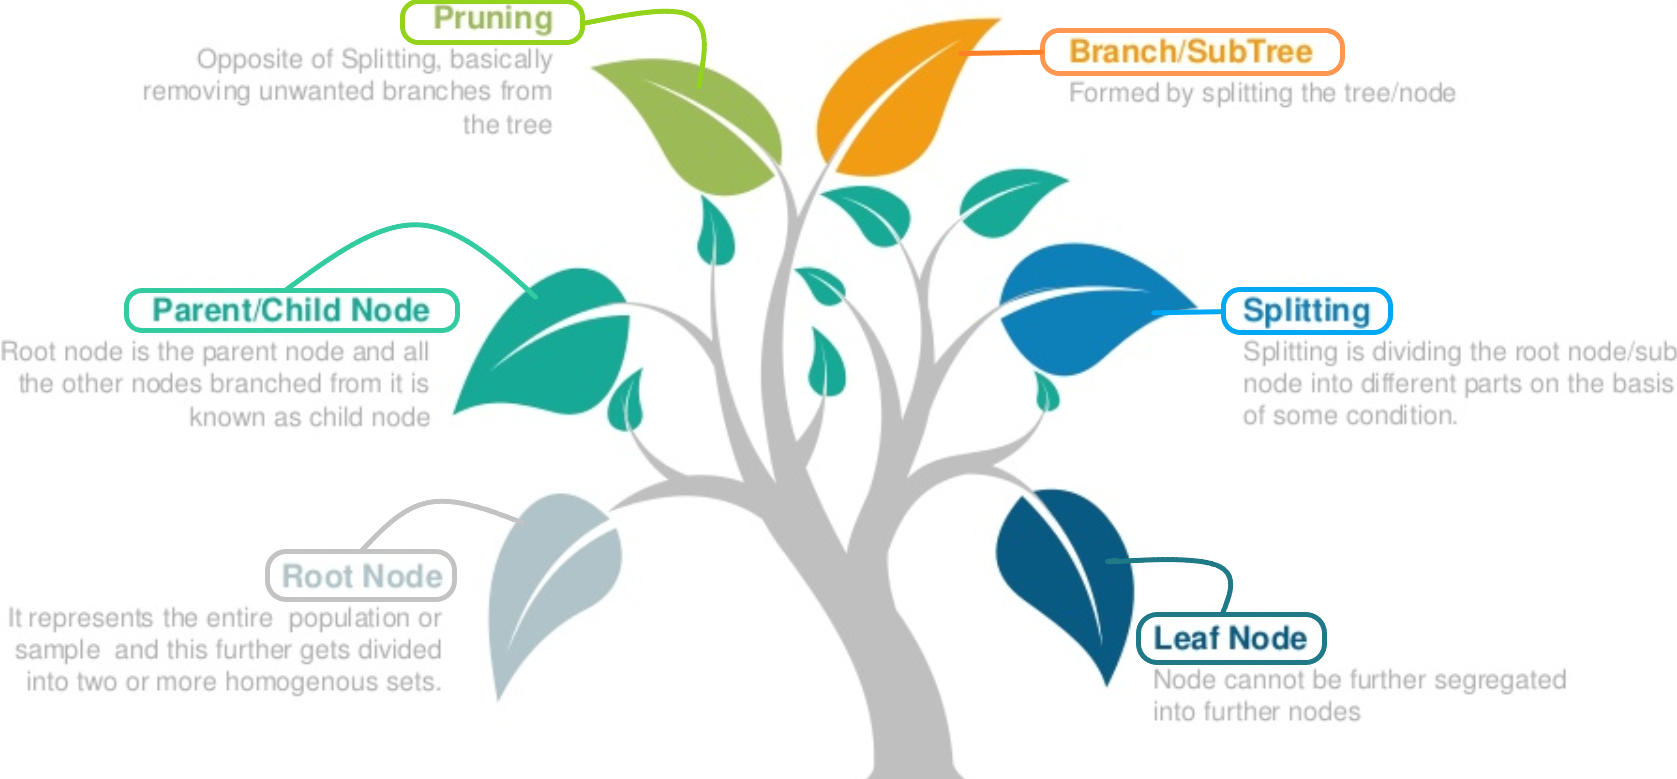 Pruning
Opposite of Splitting, basically
removing unwanted branches from
the tree
Branch/SubTree
Formed by splitting the tree/node
Parent/Child Node
Root node is the parent node and all
the other nodes branched from it is
known as child node
Splitting
Splitting is dividing the root node/sub
node into different parts on the basis
of some condition.
Root Node
It represents the entire population or
sample and this further gets divided
into two or more homogenous sets.
Leaf Node
Node cannot be further segregated
into further nodes